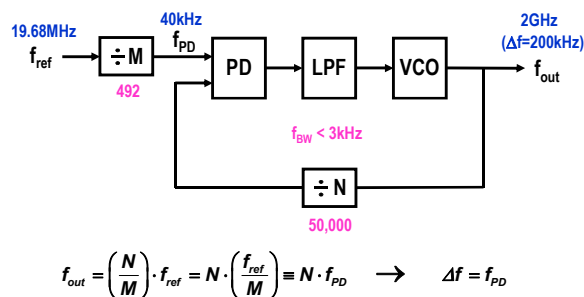 19.68MHz
40kHz
2GHz
(Δf=200kHz)
f_ref
÷M
f_PD
PD
LPF
VCO
f_out
492
f_BW < 3kHz
÷N
50,000
f_out = (N/M) · f_ref = N · (f_ref/M) ≡ N · f_PD → Δf = f_PD